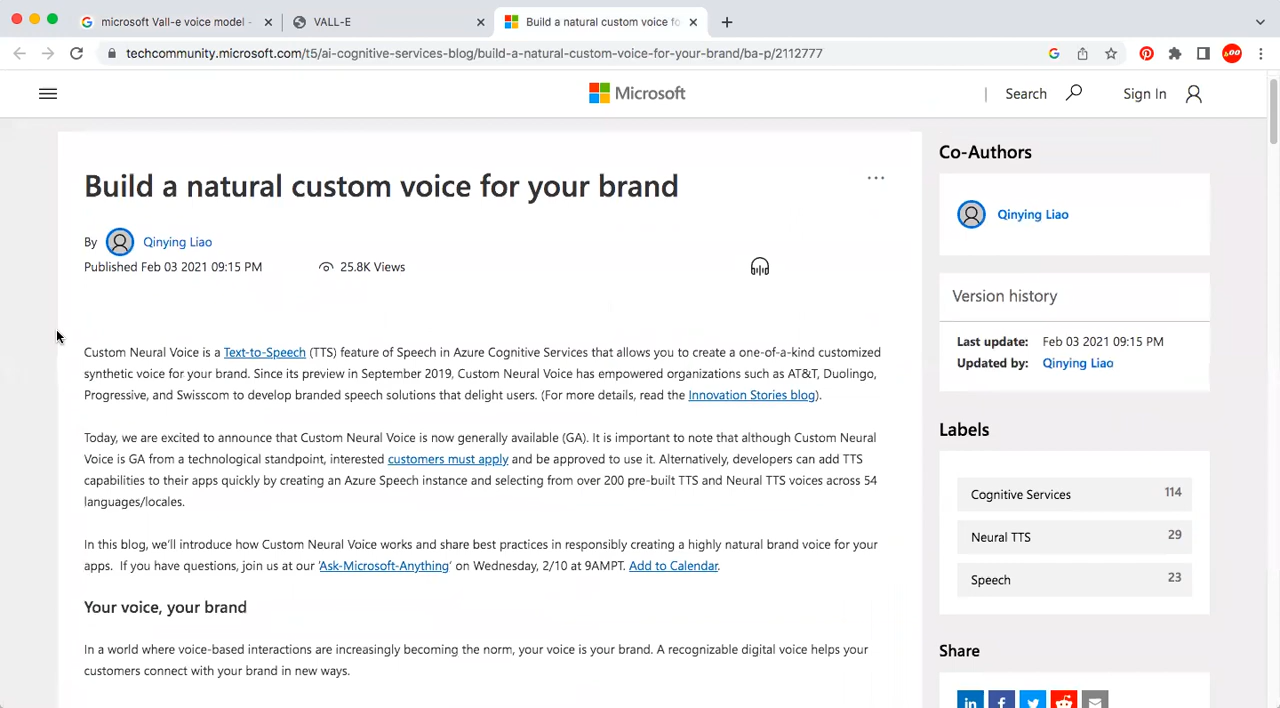 microsoft Vall-e voice model -
VALL-E
Build a natural custom voice fo
techcommunity.microsoft.com/t5/ai-cognitive-services-blog/build-a-natural-custom-voice-for-your-brand/ba-p/2112777
Microsoft
Search
Sign In
Build a natural custom voice for your brand
By Qinying Liao
Published Feb 03 2021 09:15 PM 25.8K Views
Custom Neural Voice is a Text-to-Speech (TTS) feature of Speech in Azure Cognitive Services that allows you to create a one-of-a-kind customized
synthetic voice for your brand. Since its preview in September 2019, Custom Neural Voice has empowered organizations such as AT&T, Duolingo,
Progressive, and Swisscom to develop branded speech solutions that delight users. (For more details, read the Innovation Stories blog).
Today, we are excited to announce that Custom Neural Voice is now generally available (GA). It is important to note that although Custom Neural
Voice is GA from a technological standpoint, interested customers must apply and be approved to use it. Alternatively, developers can add TTS
capabilities to their apps quickly by creating an Azure Speech instance and selecting from over 200 pre-built TTS and Neural TTS voices across 54
languages/locales.
In this blog, we'll introduce how Custom Neural Voice works and share best practices in responsibly creating a highly natural brand voice for your
apps. If you have questions, join us at our 'Ask-Microsoft-Anything' on Wednesday, 2/10 at 9AMPT. Add to Calendar.
Your voice, your brand
In a world where voice-based interactions are increasingly becoming the norm, your voice is your brand. A recognizable digital voice helps your
customers connect with your brand in new ways.
Co-Authors
Qinying Liao
Version history
Last update: Feb 03 2021 09:15 PM
Updated by: Qinying Liao
Labels
Cognitive Services 114
Neural TTS 29
Speech 23
Share